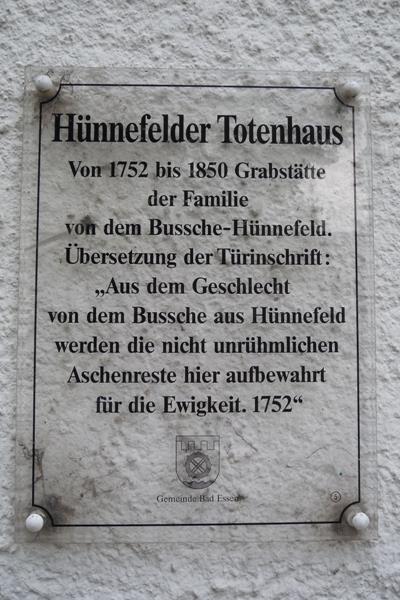 Hünnefelder Totenhaus
Von 1752 bis 1850 Grabstätte
der Familie
von dem Bussche-Hünnefeld.
Übersetzung der Türinschrift:
„Aus dem Geschlecht
von dem Bussche aus Hünnefeld
werden die nicht unrühmlichen
Aschenreste hier aufbewahrt
für die Ewigkeit. 1752“
Gemeinde Bad Essen